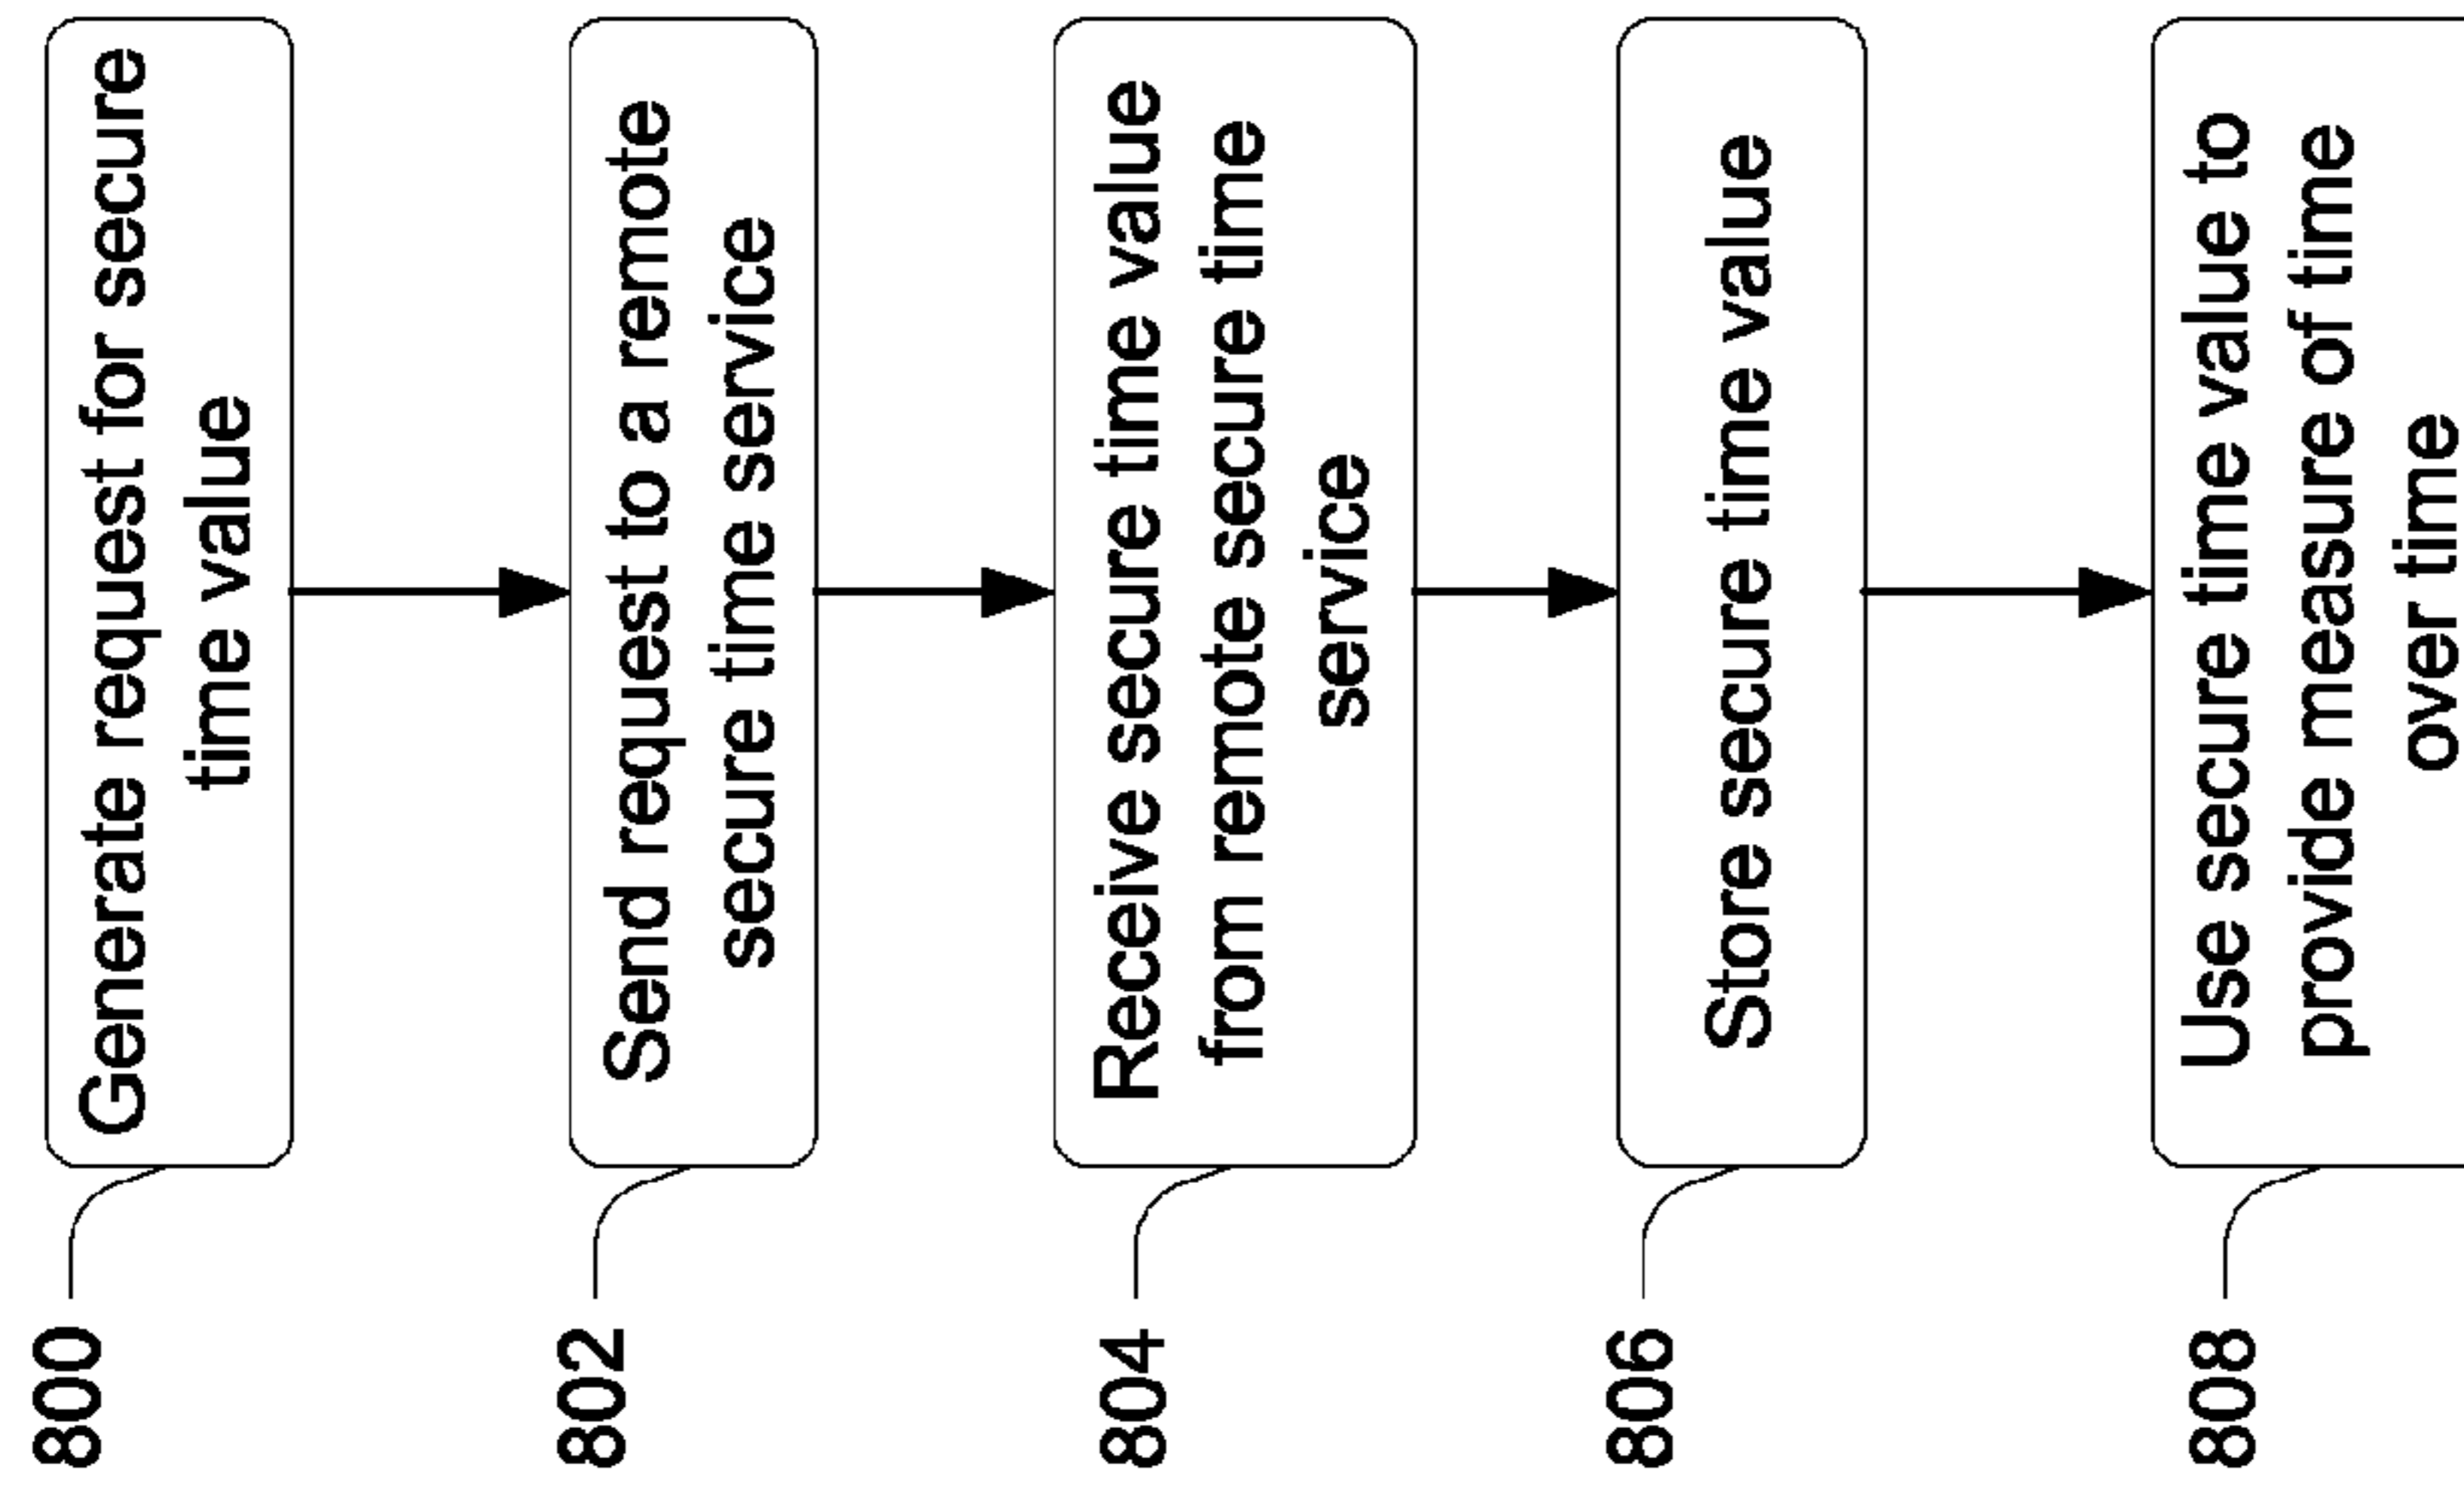 800
Generate request for secure
time value
802
Send request to a remote
secure time service
804
Receive secure time value
from remote secure time
service
806
Store secure time value
808
Use secure time value to
provide measure of time
over time